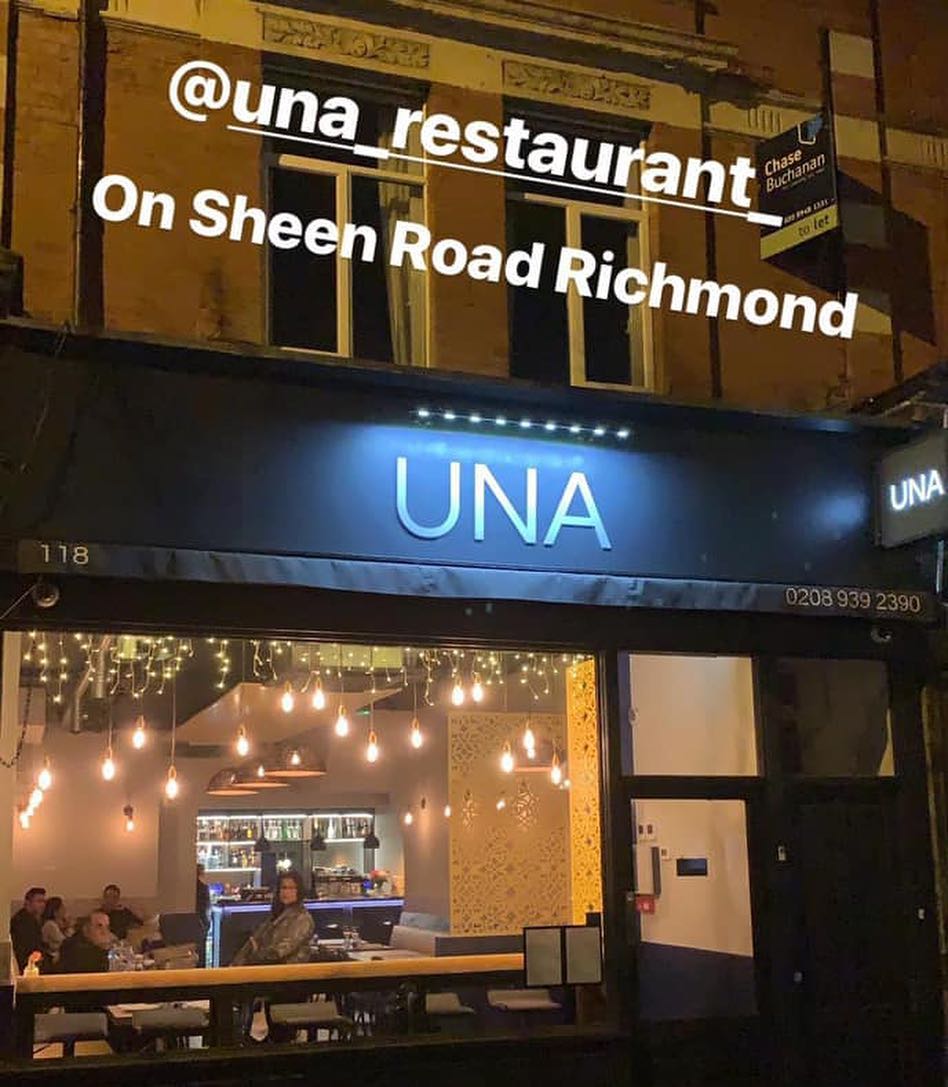 @una_restaurant_
On Sheen Road Richmond
Chase
Buchanan
to let
UNA
UNA
118
0208 939 2390